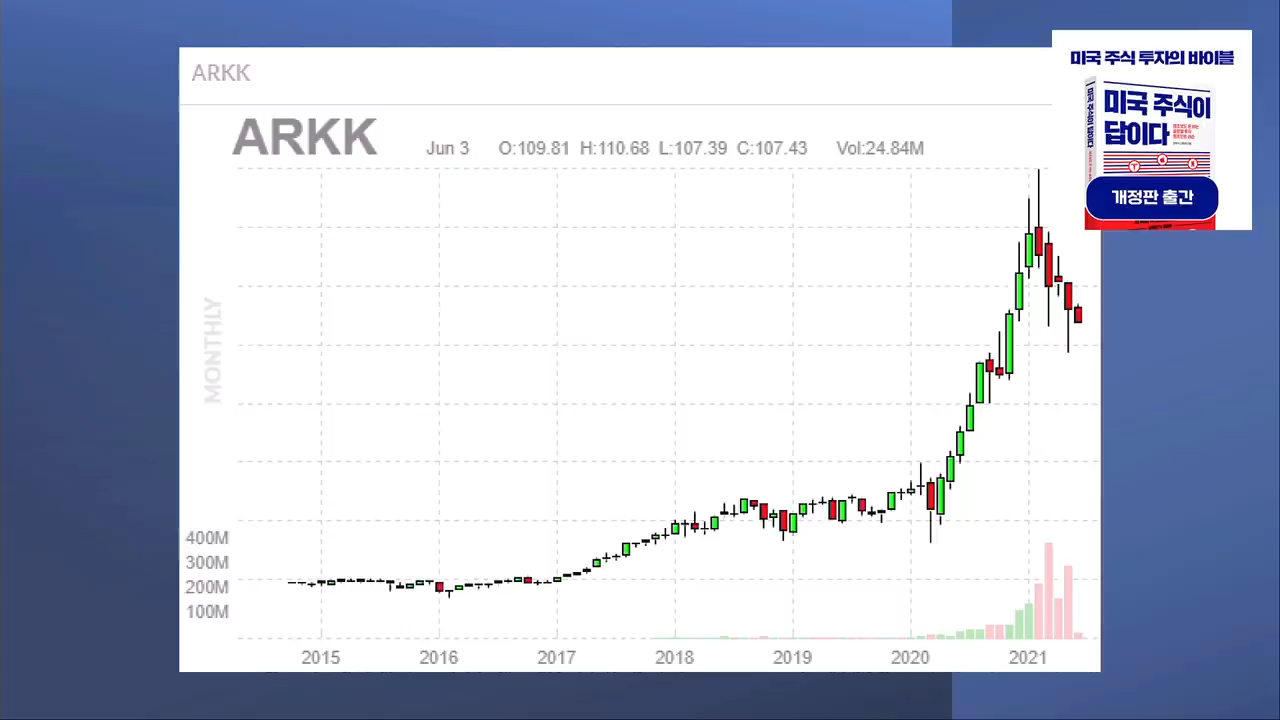 미국 주식 투자의 바이블
미국 주식이
답이다
개정판 출간
ARKK
ARKK
Jun 3 O:109.81 H:110.68 L:107.39 C:107.43 Vol:24.84M
MONTHLY
400M
300M
200M
100M
2015 2016 2017 2018 2019 2020 2021